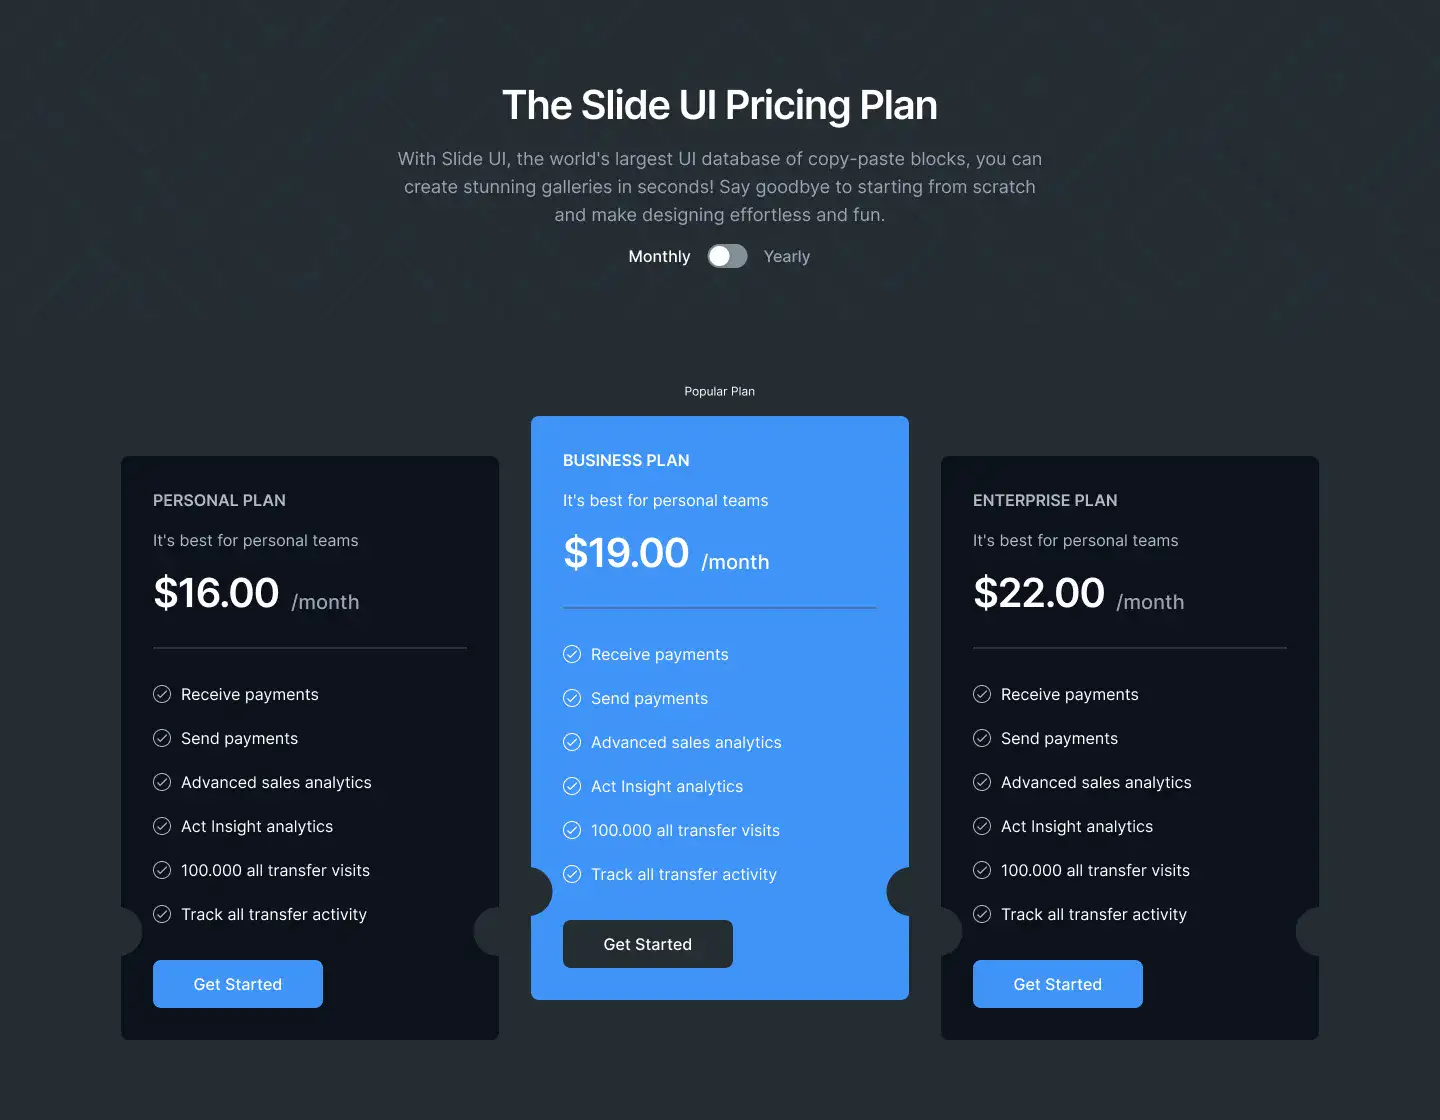 The Slide UI Pricing Plan
With Slide UI, the world's largest UI database of copy-paste blocks, you can
create stunning galleries in seconds! Say goodbye to starting from scratch
and make designing effortless and fun.
Monthly Yearly
PERSONAL PLAN
It's best for personal teams
$16.00 /month
Receive payments
Send payments
Advanced sales analytics
Act Insight analytics
100.000 all transfer visits
Track all transfer activity
Get Started
Popular Plan
BUSINESS PLAN
It's best for personal teams
$19.00 /month
Receive payments
Send payments
Advanced sales analytics
Act Insight analytics
100.000 all transfer visits
Track all transfer activity
Get Started
ENTERPRISE PLAN
It's best for personal teams
$22.00 /month
Receive payments
Send payments
Advanced sales analytics
Act Insight analytics
100.000 all transfer visits
Track all transfer activity
Get Started